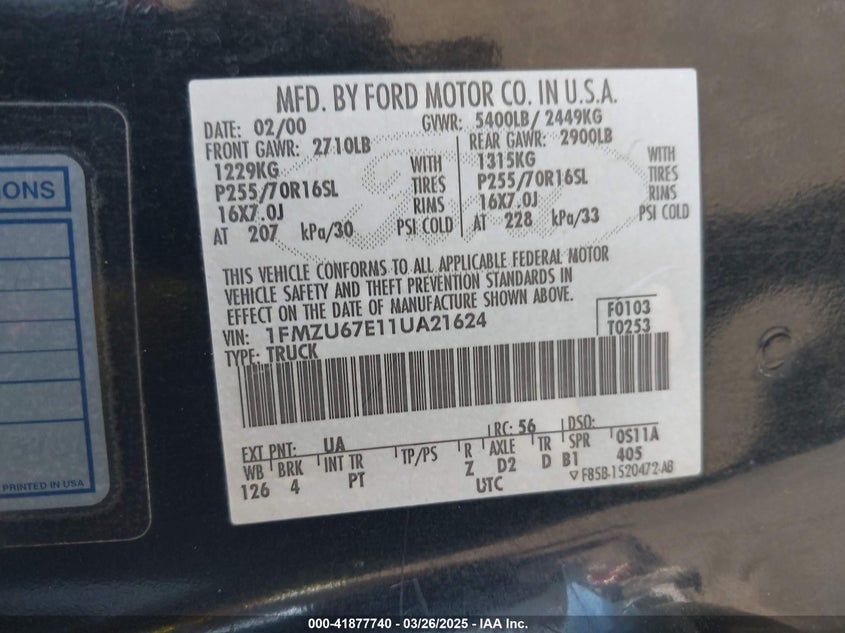 MFD. BY FORD MOTOR CO. IN U.S.A.
DATE: 02/00 GVWR: 5400LB/ 2449KG
FRONT GAWR: 2710LB REAR GAWR: 2900LB
1229KG WITH 1315KG WITH
P255/70R16SL TIRES P255/70R16SL TIRES
16X7.0J RIMS 16X7.0J RIMS
AT 207 kPa/30 PSI COLD AT 228 kPa/33 PSI COLD
THIS VEHICLE CONFORMS TO ALL APPLICABLE FEDERAL MOTOR
VEHICLE SAFETY AND THEFT PREVENTION STANDARDS IN
EFFECT ON THE DATE OF MANUFACTURE SHOWN ABOVE.
VIN: 1FMZU67E11UA21624 F0103
TYPE: TRUCK T0253
EXT PNT: UA RC: 56 DSO:
WB BRK INT TR TP/PS R AXLE TR SPR 0S11A
126 4 PT Z D2 D B1 405
UTC ▽ F85B-1520472-AB
IONS
PRINTED IN USA
000-41877740 - 03/26/2025 - IAA Inc.